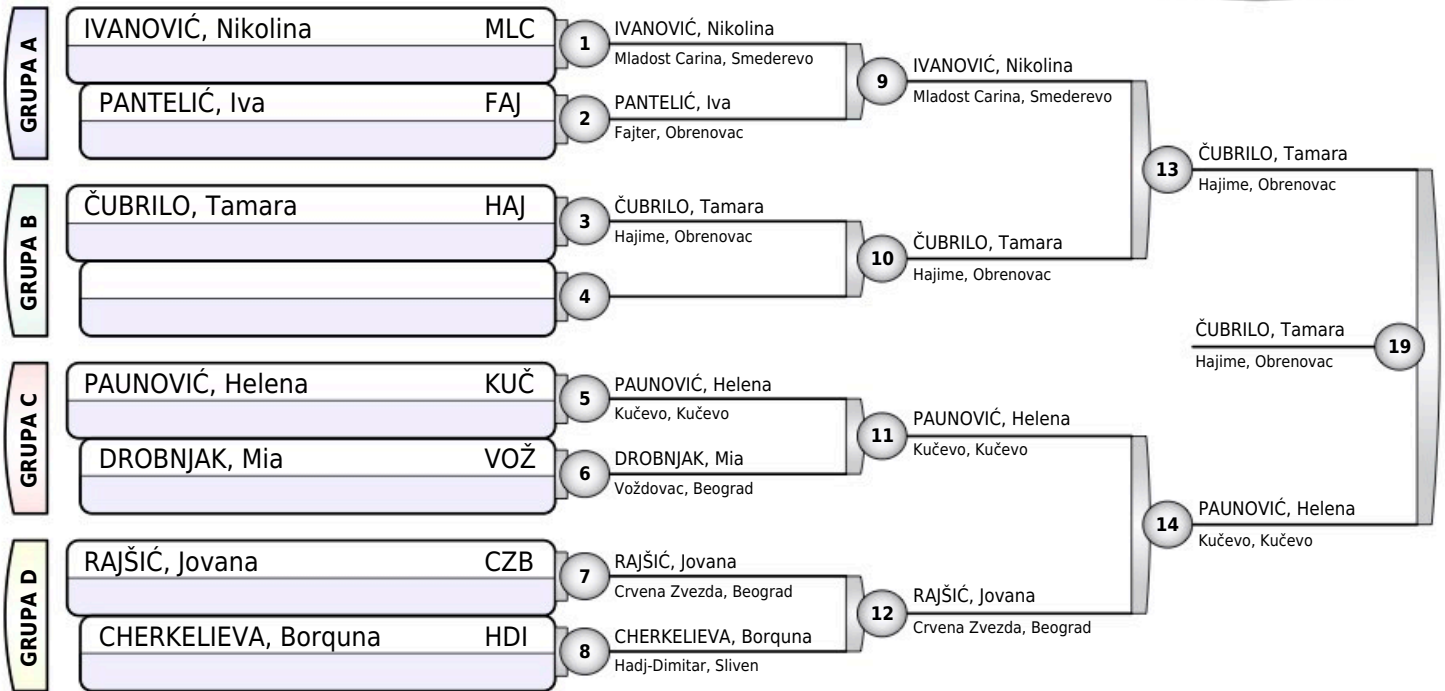 GRUPA A
IVANOVIĆ, Nikolina MLC
PANTELIĆ, Iva FAJ
1
IVANOVIĆ, Nikolina
Mladost Carina, Smederevo
2
PANTELIĆ, Iva
Fajter, Obrenovac
9
IVANOVIĆ, Nikolina
Mladost Carina, Smederevo
GRUPA B
ČUBRILO, Tamara HAJ
3
ČUBRILO, Tamara
Hajime, Obrenovac
4
10
ČUBRILO, Tamara
Hajime, Obrenovac
13
ČUBRILO, Tamara
Hajime, Obrenovac
GRUPA C
PAUNOVIĆ, Helena KUČ
DROBNJAK, Mia VOŽ
5
PAUNOVIĆ, Helena
Kučevo, Kučevo
6
DROBNJAK, Mia
Voždovac, Beograd
11
PAUNOVIĆ, Helena
Kučevo, Kučevo
GRUPA D
RAJŠIĆ, Jovana CZB
CHERKELIEVA, Borquna HDI
7
RAJŠIĆ, Jovana
Crvena Zvezda, Beograd
8
CHERKELIEVA, Borquna
Hadj-Dimitar, Sliven
12
RAJŠIĆ, Jovana
Crvena Zvezda, Beograd
14
PAUNOVIĆ, Helena
Kučevo, Kučevo
ČUBRILO, Tamara
Hajime, Obrenovac
19